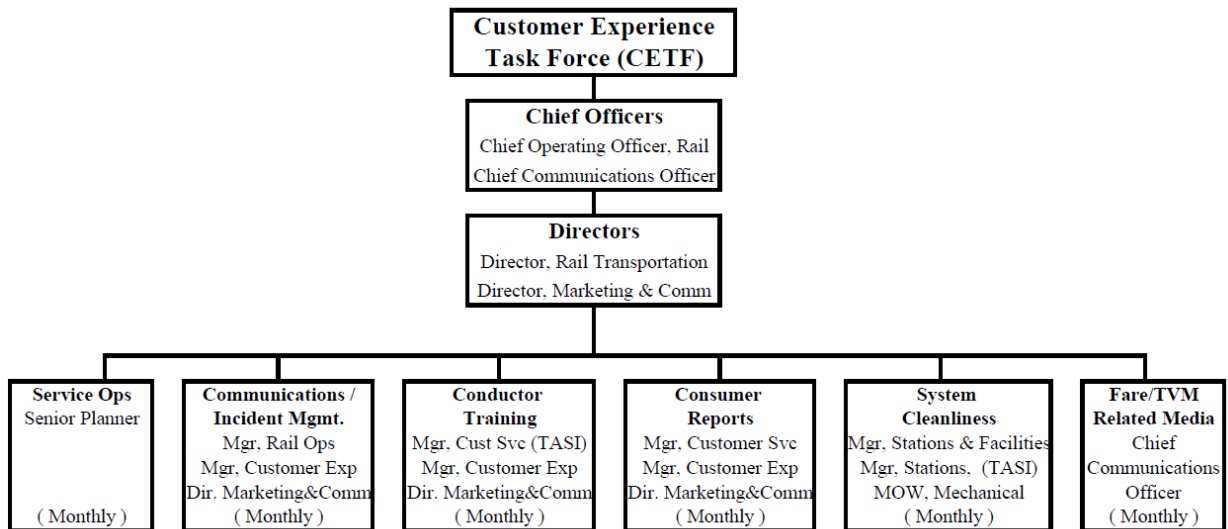 Customer Experience
Task Force (CETF)
Chief Officers
Chief Operating Officer, Rail
Chief Communications Officer
Directors
Director, Rail Transportation
Director, Marketing & Comm
Service Ops
Senior Planner
( Monthly )
Communications /
Incident Mgmt.
Mgr, Rail Ops
Mgr, Customer Exp
Dir. Marketing&Comm
( Monthly )
Conductor
Training
Mgr, Cust Svc (TASI)
Mgr, Customer Exp
Dir. Marketing&Comm
( Monthly )
Consumer
Reports
Mgr, Customer Svc
Mgr, Customer Exp
Dir. Marketing&Comm
( Monthly )
System
Cleanliness
Mgr, Stations & Facilities
Mgr, Stations, (TASI)
MOW, Mechanical
( Monthly )
Fare/TVM
Related Media
Chief
Communications
Officer
( Monthly )